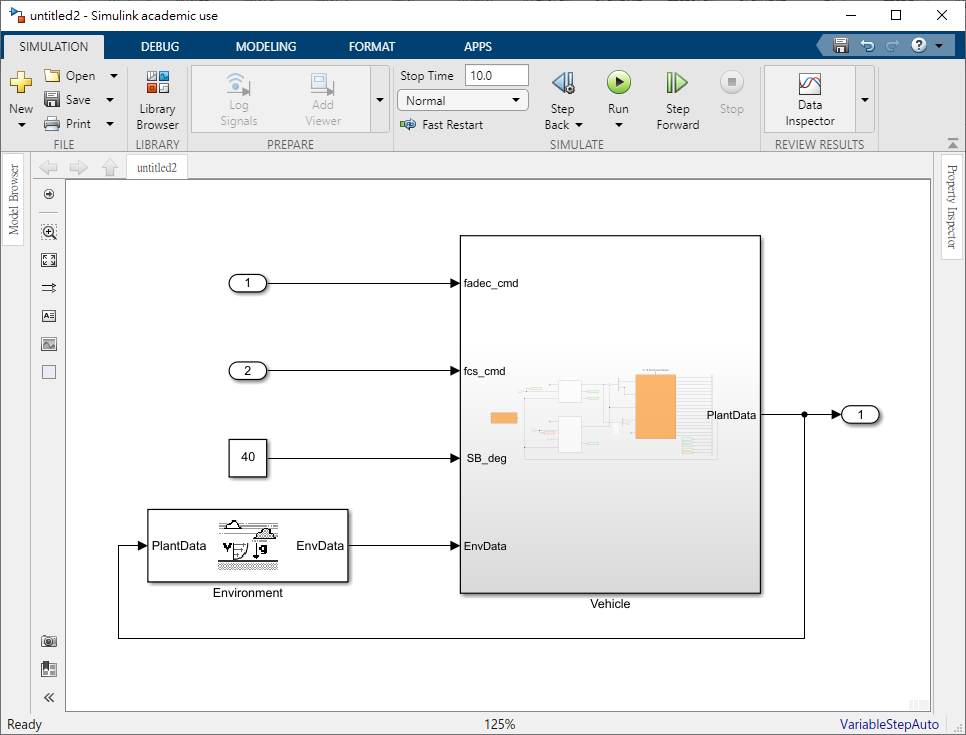 untitled2 - Simulink academic use
SIMULATION DEBUG MODELING FORMAT APPS
New
Open
Save
Print
FILE
Library
Browser
LIBRARY
Log
Signals
Add
Viewer
PREPARE
Stop Time 10.0
Normal
Fast Restart
Step
Back
Run
Step
Forward
Stop
SIMULATE
Data
Inspector
REVIEW RESULTS
Model Browser
untitled2
Property Inspector
1
fadec_cmd
2
fcs_cmd
PlantData
1
40
SB_deg
PlantData
EnvData
EnvData
Environment
Vehicle
Ready
125%
VariableStepAuto